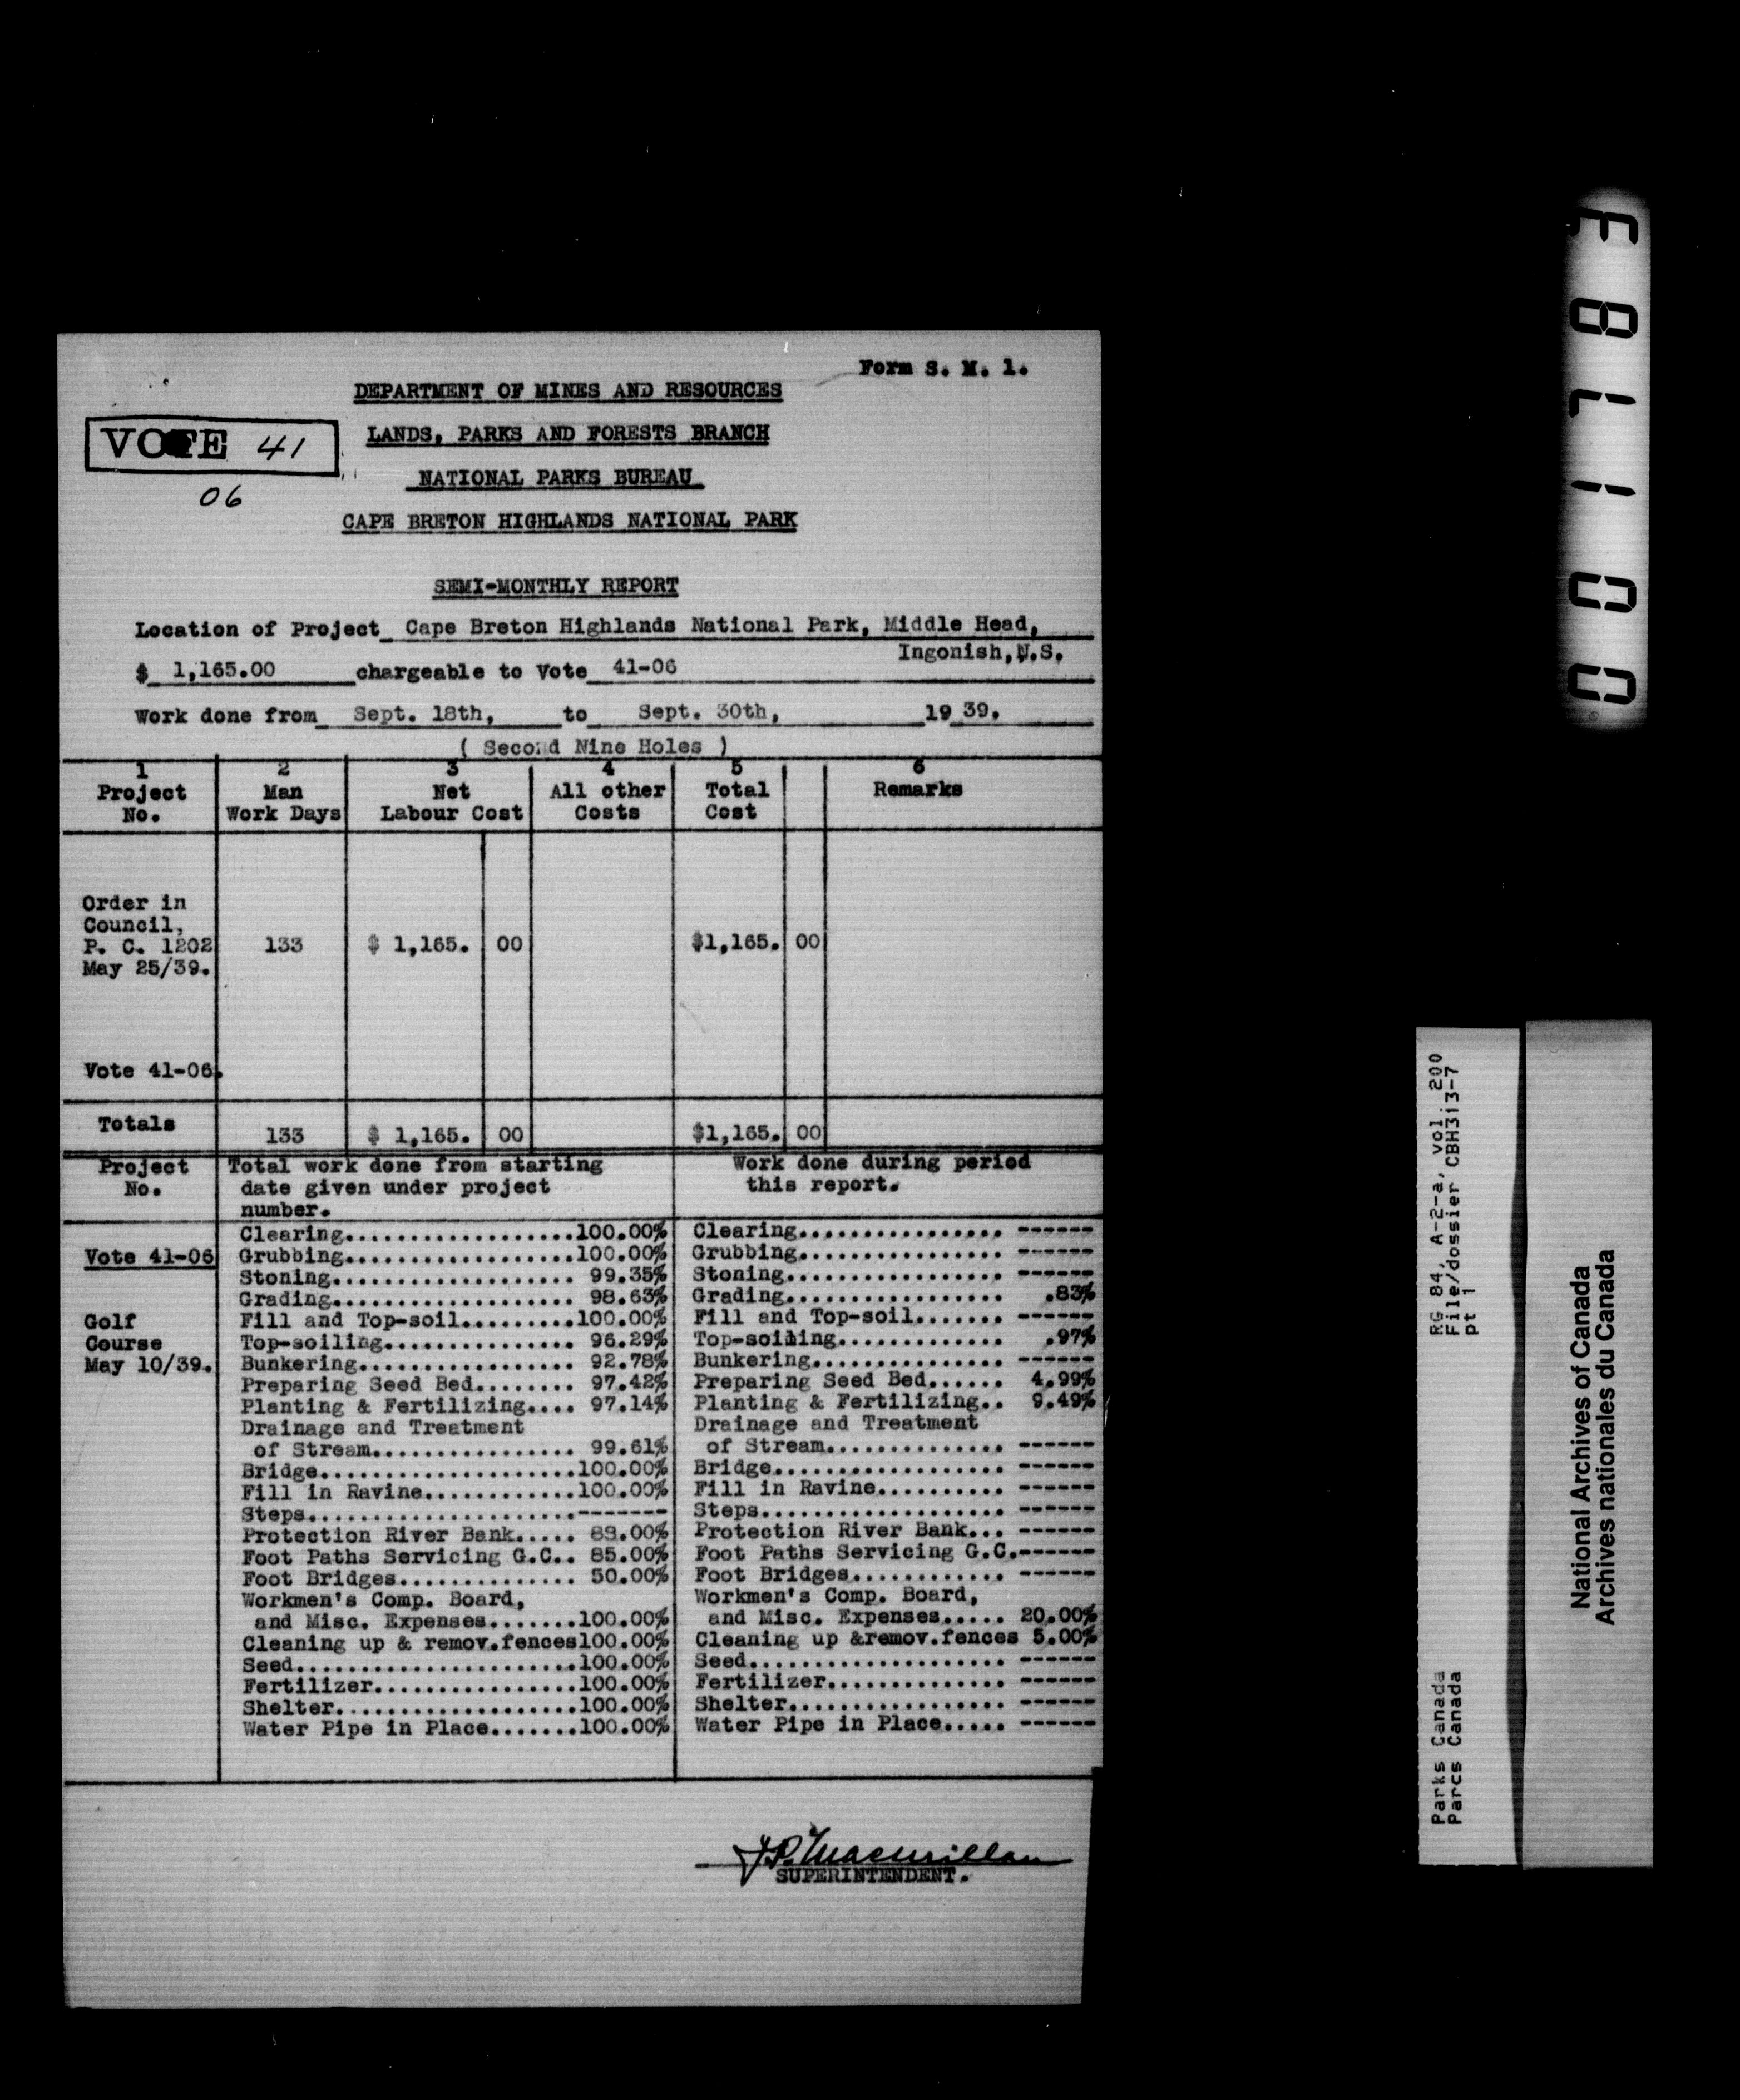 Form S. M. 1.
DEPARTMENT OF MINES AND RESOURCES
VOTE 41
LANDS, PARKS AND FORESTS BRANCH
NATIONAL PARKS BUREAU
06
CAPE BRETON HIGHLANDS NATIONAL PARK
SEMI-MONTHLY REPORT
Location of Project Cape Breton Highlands National Park, Middle Head,
Ingonish, N.S.
$ 1,165.00 chargeable to Vote 41-06
Work done from Sept. 18th, to Sept. 30th, 19 39.
( Second Nine Holes )
1 2 3 4 5 6
Project Man Net All other Total Remarks
No. Work Days Labour Cost Costs Cost
Order in
Council,
P. C. 1202 133 $ 1,165. 00 $1,165. 00
May 25/39.
Vote 41-06.
Totals 133 $ 1,165. 00 $1,165. 00
Project Total work done from starting Work done during period
No. date given under project this report.
number.
Clearing...................100.00% Clearing................. ------
Vote 41-06 Grubbing...................100.00% Grubbing................. ------
Stoning.................... 99.35% Stoning.................. ------
Grading.................... 98.63% Grading.................. .83%
Golf Fill and Top-soil.........100.00% Fill and Top-soil....... ------
Course Top-soiling................ 96.29% Top-soiling.............. .97%
May 10/39. Bunkering.................. 92.78% Bunkering................ ------
Preparing Seed Bed........ 97.42% Preparing Seed Bed...... 4.99%
Planting & Fertilizing.... 97.14% Planting & Fertilizing.. 9.49%
Drainage and Treatment Drainage and Treatment
of Stream................ 99.61% of Stream............... ------
Bridge.....................100.00% Bridge................... ------
Fill in Ravine.............100.00% Fill in Ravine........... ------
Steps.......................------- Steps.................... ------
Protection River Bank..... 83.00% Protection River Bank... ------
Foot Paths Servicing G.C.. 85.00% Foot Paths Servicing G.C.------
Foot Bridges............... 50.00% Foot Bridges............. ------
Workmen's Comp. Board, Workmen's Comp. Board,
and Misc. Expenses.......100.00% and Misc. Expenses..... 20.00%
Cleaning up & remov.fences100.00% Cleaning up &remov.fences 5.00%
Seed.......................100.00% Seed..................... ------
Fertilizer.................100.00% Fertilizer............... ------
Shelter....................100.00% Shelter.................. ------
Water Pipe in Place.......100.00% Water Pipe in Place..... ------
J.P. Macmillan
SUPERINTENDENT.
RG 84, A-2-a, vol. 200
File/dossier CBH313-7
pt 1
Parks Canada
Parcs Canada
National Archives of Canada
Archives nationales du Canada